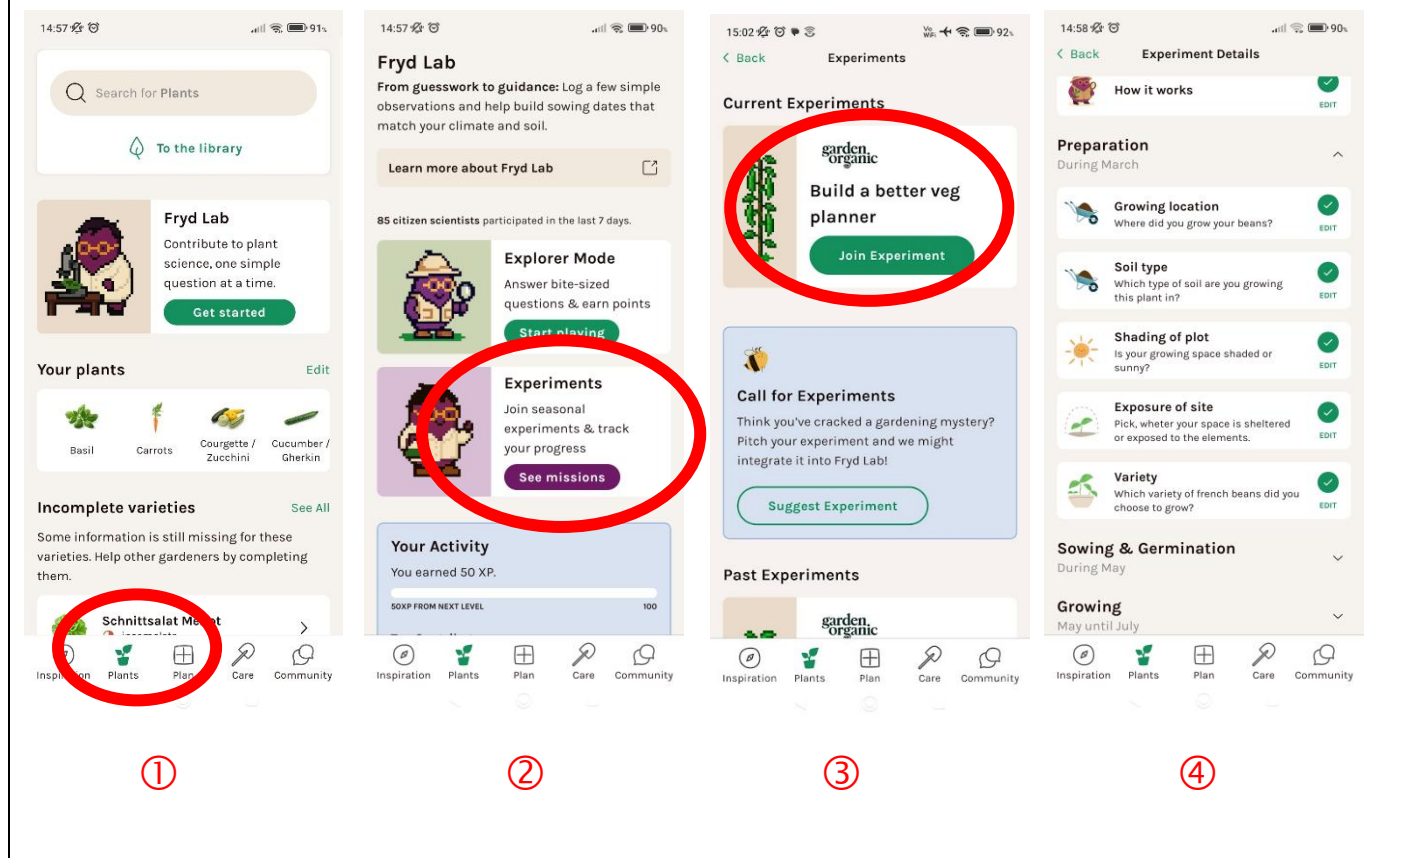 14:57
91%
Search for Plants
To the library
Fryd Lab
Contribute to plant
science, one simple
question at a time.
Get started
Your plants
Edit
Basil
Carrots
Courgette /
Zucchini
Cucumber /
Gherkin
Incomplete varieties
See All
Some information is still missing for these
varieties. Help other gardeners by completing
them.
Schnittsalat
Inspiration
Plants
Plan
Care
Community
①
14:57
90%
Fryd Lab
From guesswork to guidance: Log a few simple
observations and help build sowing dates that
match your climate and soil.
Learn more about Fryd Lab
85 citizen scientists participated in the last 7 days.
Explorer Mode
Answer bite-sized
questions & earn points
Start playing
Experiments
Join seasonal
experiments & track
your progress
See missions
Your Activity
You earned 50 XP.
50XP FROM NEXT LEVEL
100
Inspiration
Plants
Plan
Care
Community
②
15:02
Vo
WiFi
92%
Back
Experiments
Current Experiments
garden
organic
Build a better veg
planner
Join Experiment
Call for Experiments
Think you've cracked a gardening mystery?
Pitch your experiment and we might
integrate it into Fryd Lab!
Suggest Experiment
Past Experiments
garden
organic
Inspiration
Plants
Plan
Care
Community
③
14:58
90%
Back
Experiment Details
How it works
EDIT
Preparation
During March
Growing location
Where did you grow your beans?
EDIT
Soil type
Which type of soil are you growing
this plant in?
EDIT
Shading of plot
Is your growing space shaded or
sunny?
EDIT
Exposure of site
Pick, wheter your space is sheltered
or exposed to the elements.
EDIT
Variety
Which variety of french beans did you
choose to grow?
EDIT
Sowing & Germination
During May
Growing
May until July
Inspiration
Plants
Plan
Care
Community
④